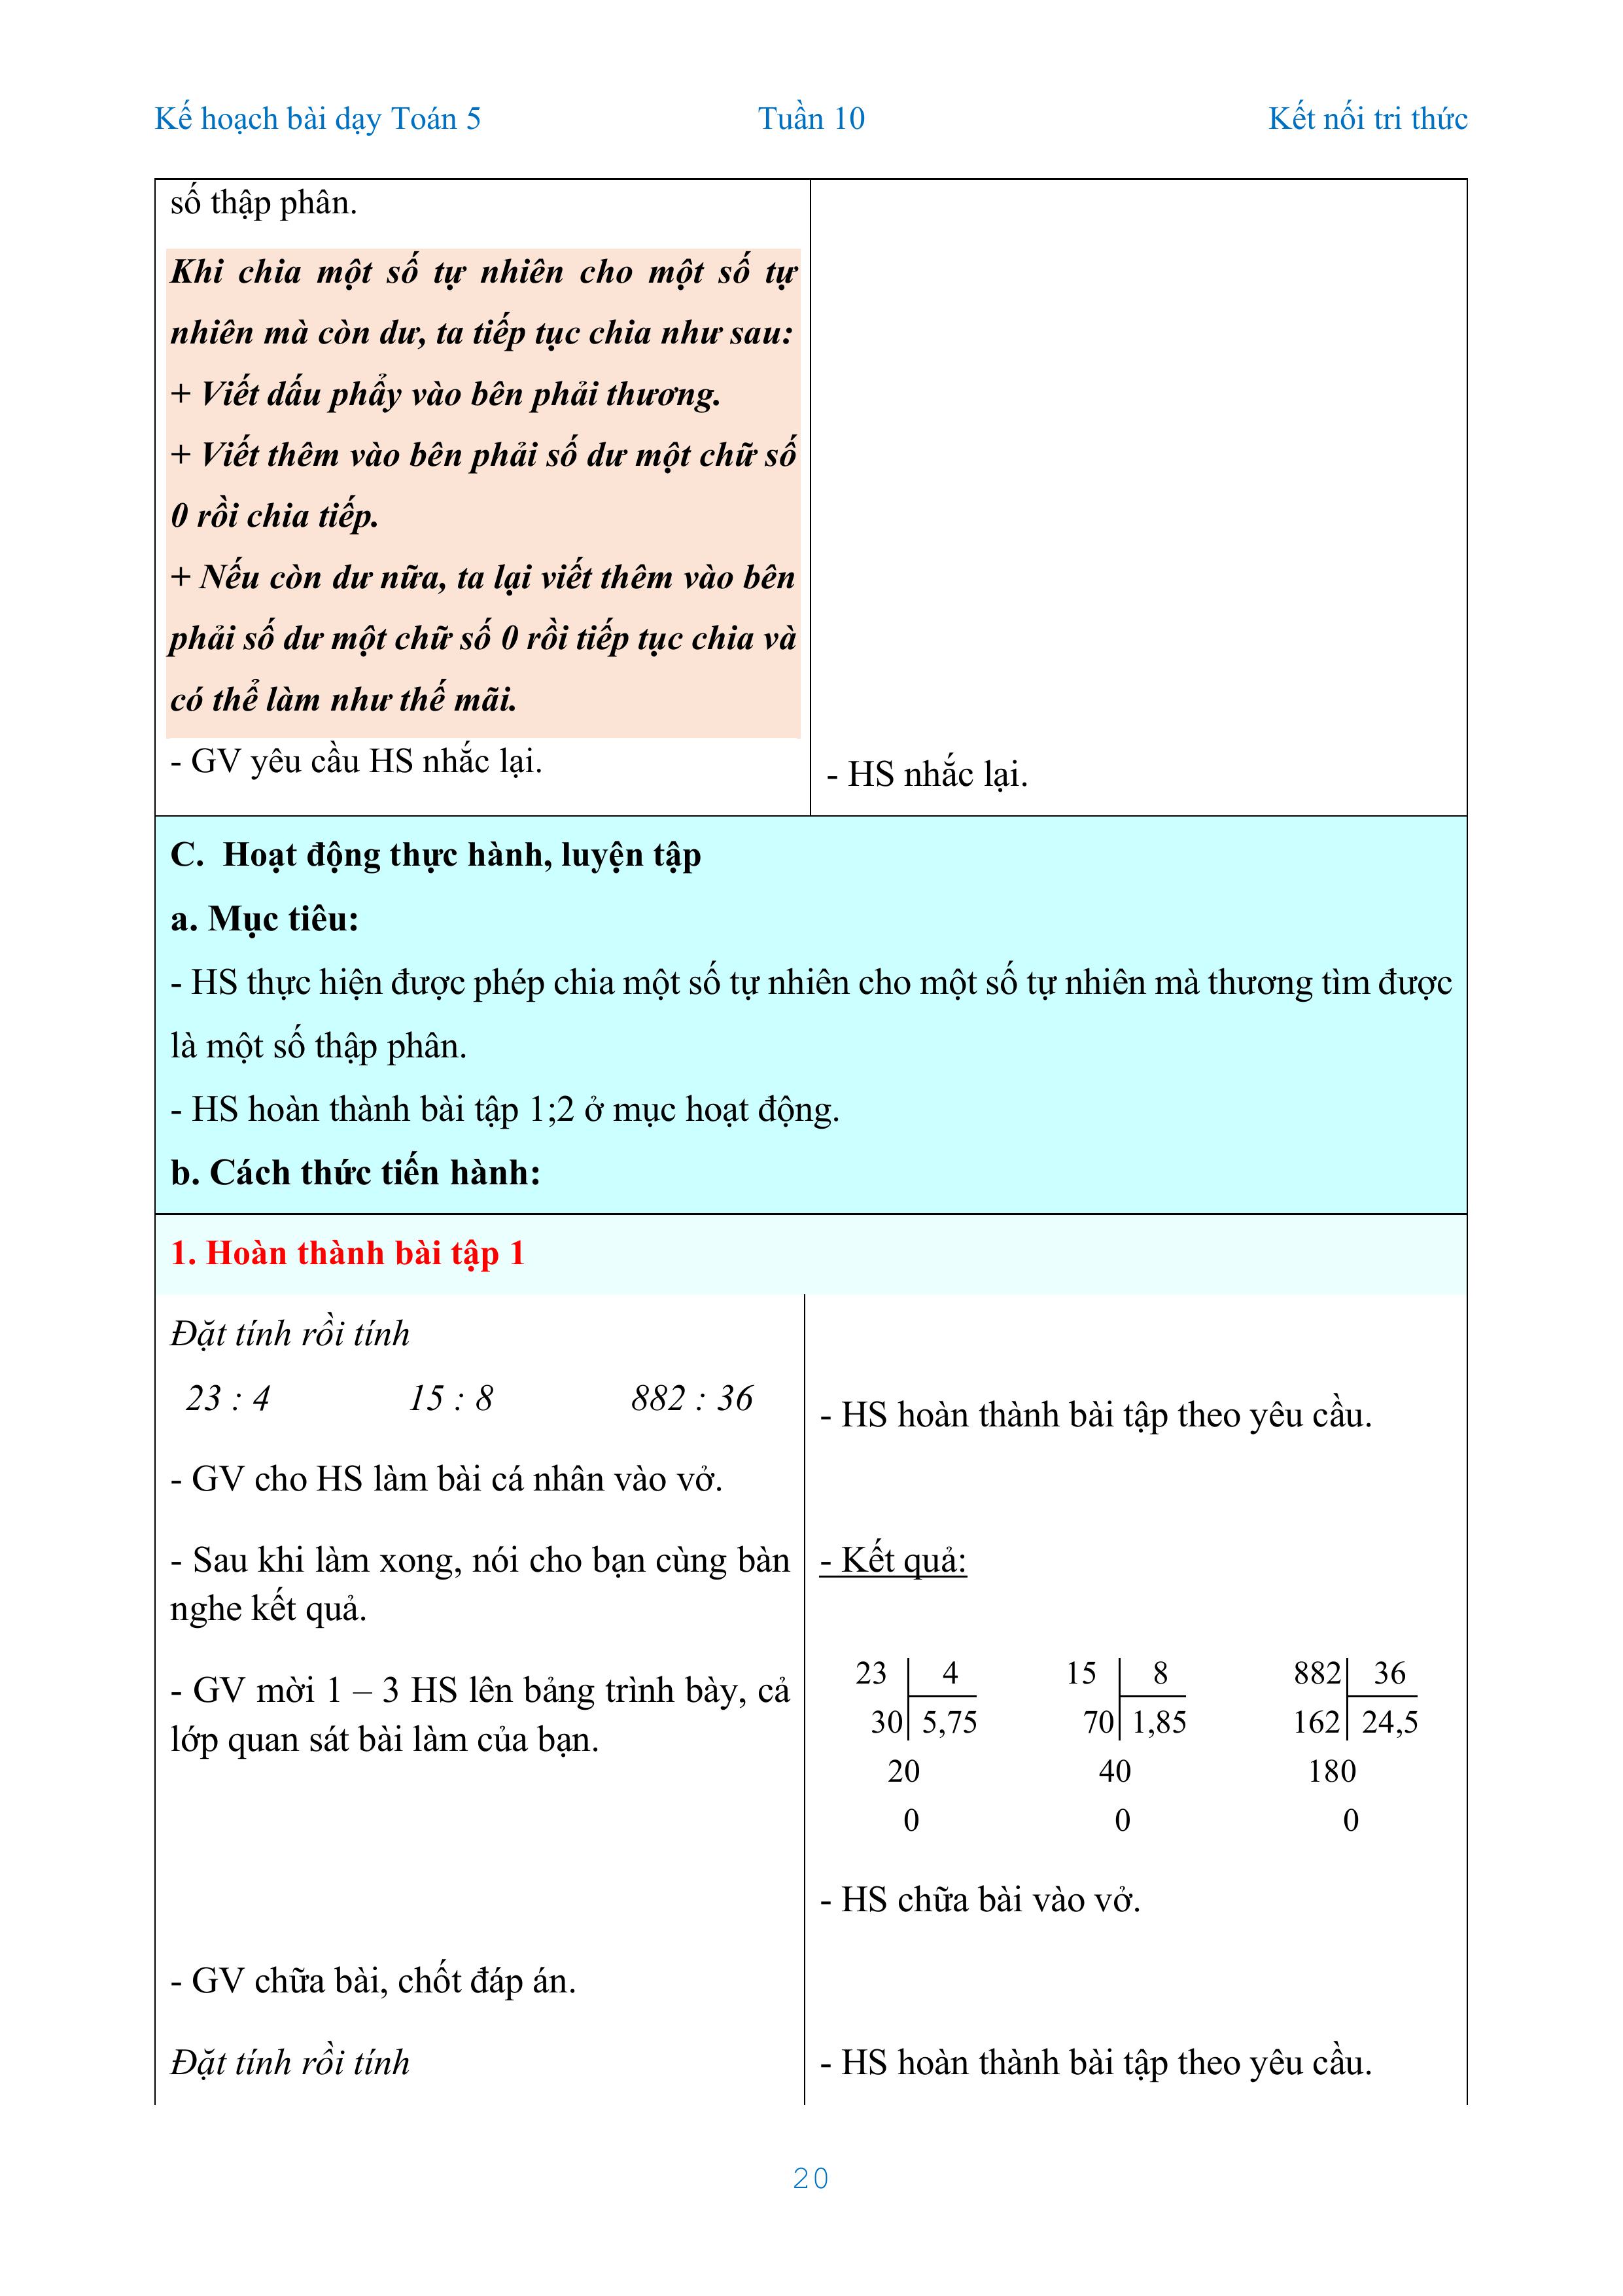 Kế hoạch bài dạy Toán 5 Tuần 10 Kết nối tri thức
số thập phân.
Khi chia một số tự nhiên cho một số tự
nhiên mà còn dư, ta tiếp tục chia như sau:
+ Viết dấu phẩy vào bên phải thương.
+ Viết thêm vào bên phải số dư một chữ số
0 rồi chia tiếp.
+ Nếu còn dư nữa, ta lại viết thêm vào bên
phải số dư một chữ số 0 rồi tiếp tục chia và
có thể làm như thế mãi.
- GV yêu cầu HS nhắc lại.
- HS nhắc lại.
C. Hoạt động thực hành, luyện tập
a. Mục tiêu:
- HS thực hiện được phép chia một số tự nhiên cho một số tự nhiên mà thương tìm được
là một số thập phân.
- HS hoàn thành bài tập 1;2 ở mục hoạt động.
b. Cách thức tiến hành:
1. Hoàn thành bài tập 1
Đặt tính rồi tính
23 : 4 15 : 8 882 : 36
- GV cho HS làm bài cá nhân vào vở.
- Sau khi làm xong, nói cho bạn cùng bàn
nghe kết quả.
- GV mời 1 – 3 HS lên bảng trình bày, cả
lớp quan sát bài làm của bạn.
- GV chữa bài, chốt đáp án.
Đặt tính rồi tính
- HS hoàn thành bài tập theo yêu cầu.
- Kết quả:
23 4 15 8 882 36
30 5,75 70 1,85 162 24,5
20 40 180
0 0 0
- HS chữa bài vào vở.
- HS hoàn thành bài tập theo yêu cầu.
20